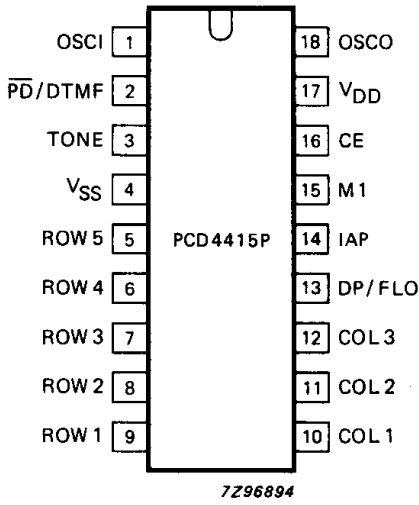 OSCI 1 18 OSCO
P̅D̅/DTMF 2 17 VDD
TONE 3 16 CE
VSS 4 15 M1
ROW 5 5 PCD4415P 14 IAP
ROW 4 6 13 DP/FLO
ROW 3 7 12 COL 3
ROW 2 8 11 COL 2
ROW 1 9 10 COL 1
7Z96894